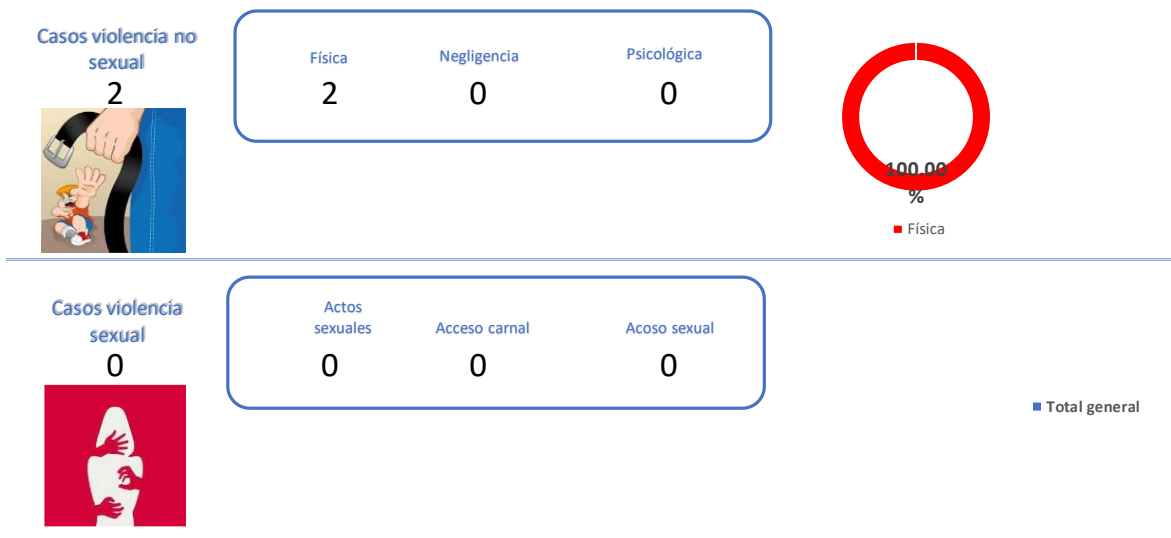 Casos violencia no
sexual
2
Física
Negligencia
Psicológica
2
0
0
100.00
%
Física
Casos violencia
sexual
0
Actos
sexuales
Acceso carnal
Acoso sexual
0
0
0
Total general